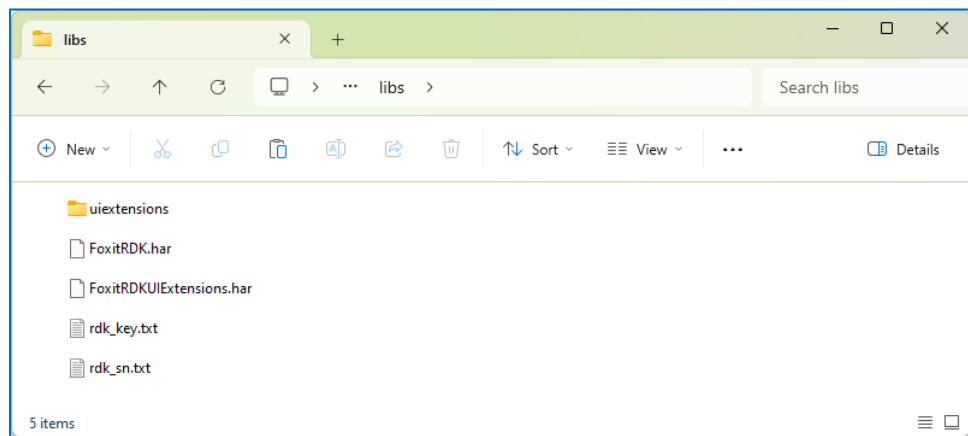 libs
libs
Search libs
New
Sort
View
Details
uiextensions
FoxitRDK.har
FoxitRDKUIExtensions.har
rdk_key.txt
rdk_sn.txt
5 items